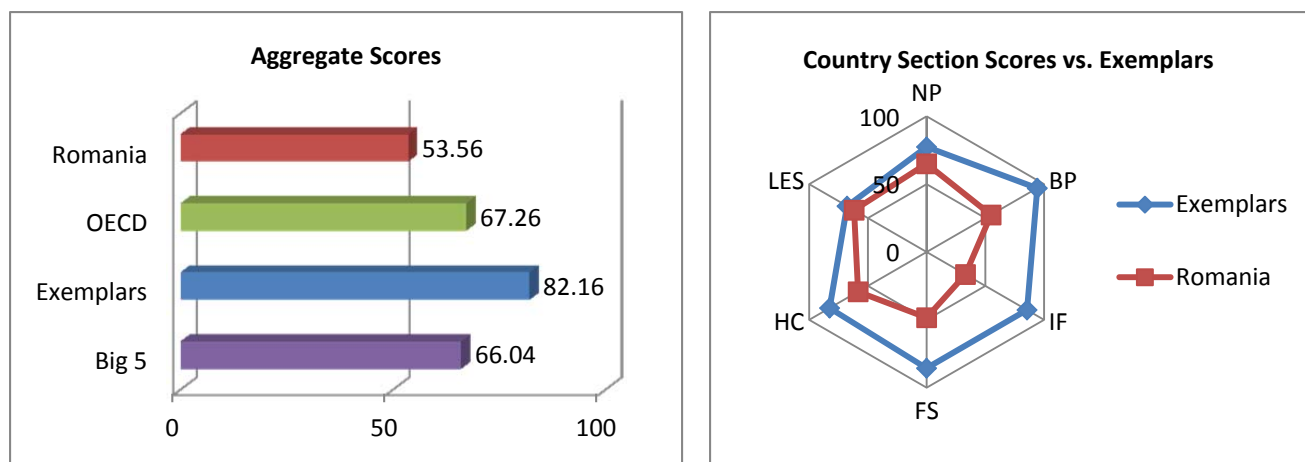 Aggregate Scores
Romania
53.56
OECD
67.26
Exemplars
82.16
Big 5
66.04
0
50
100
Country Section Scores vs. Exemplars
NP
100
LES
50
BP
0
HC
IF
FS
Exemplars
Romania